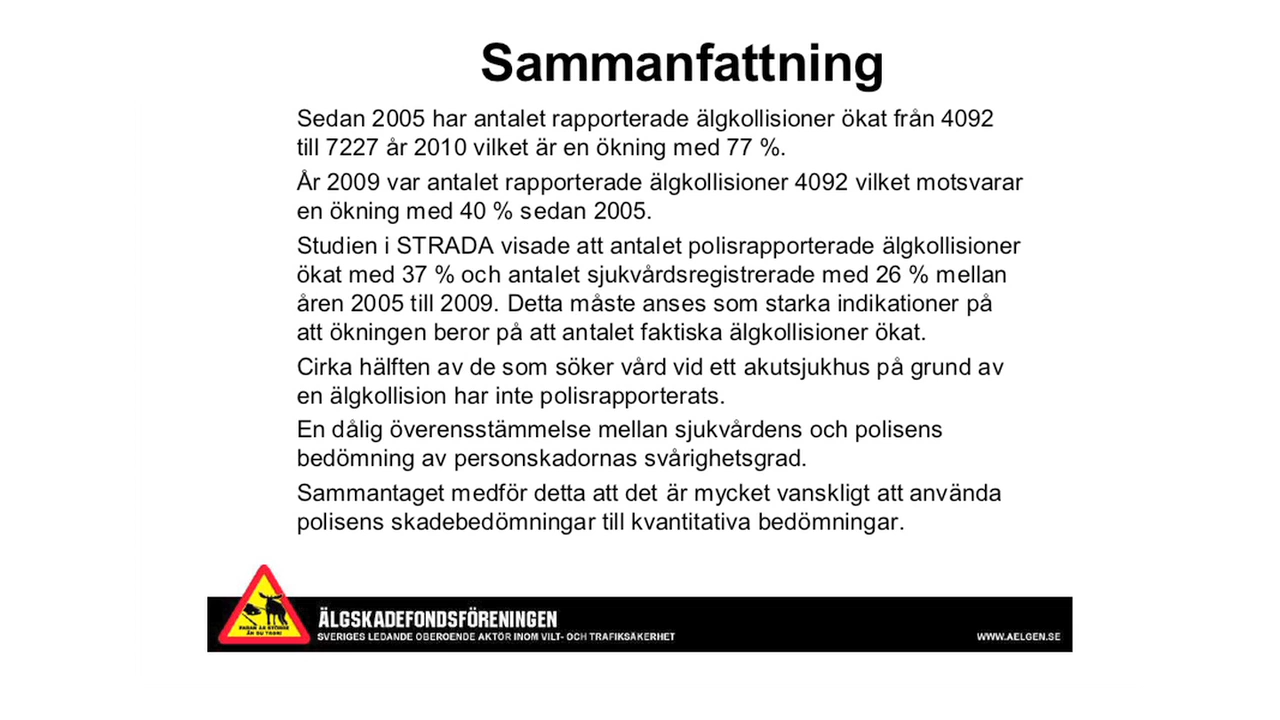 Sammanfattning
Sedan 2005 har antalet rapporterade älgkollisioner ökat från 4092
till 7227 år 2010 vilket är en ökning med 77 %.
År 2009 var antalet rapporterade älgkollisioner 4092 vilket motsvarar
en ökning med 40 % sedan 2005.
Studien i STRADA visade att antalet polisrapporterade älgkollisioner
ökat med 37 % och antalet sjukvårdsregistrerade med 26 % mellan
åren 2005 till 2009. Detta måste anses som starka indikationer på
att ökningen beror på att antalet faktiska älgkollisioner ökat.
Cirka hälften av de som söker vård vid ett akutsjukhus på grund av
en älgkollision har inte polisrapporterats.
En dålig överensstämmelse mellan sjukvårdens och polisens
bedömning av personskadornas svårighetsgrad.
Sammantaget medför detta att det är mycket vanskligt att använda
polisens skadebedömningar till kvantitativa bedömningar.
FARAN ÄR STÖRRE
ÄN DU TROR!
ÄLGSKADEFONDSFÖRENINGEN
SVERIGES LEDANDE OBEROENDE AKTÖR INOM VILT- OCH TRAFIKSÄKERHET
WWW.AELGEN.SE